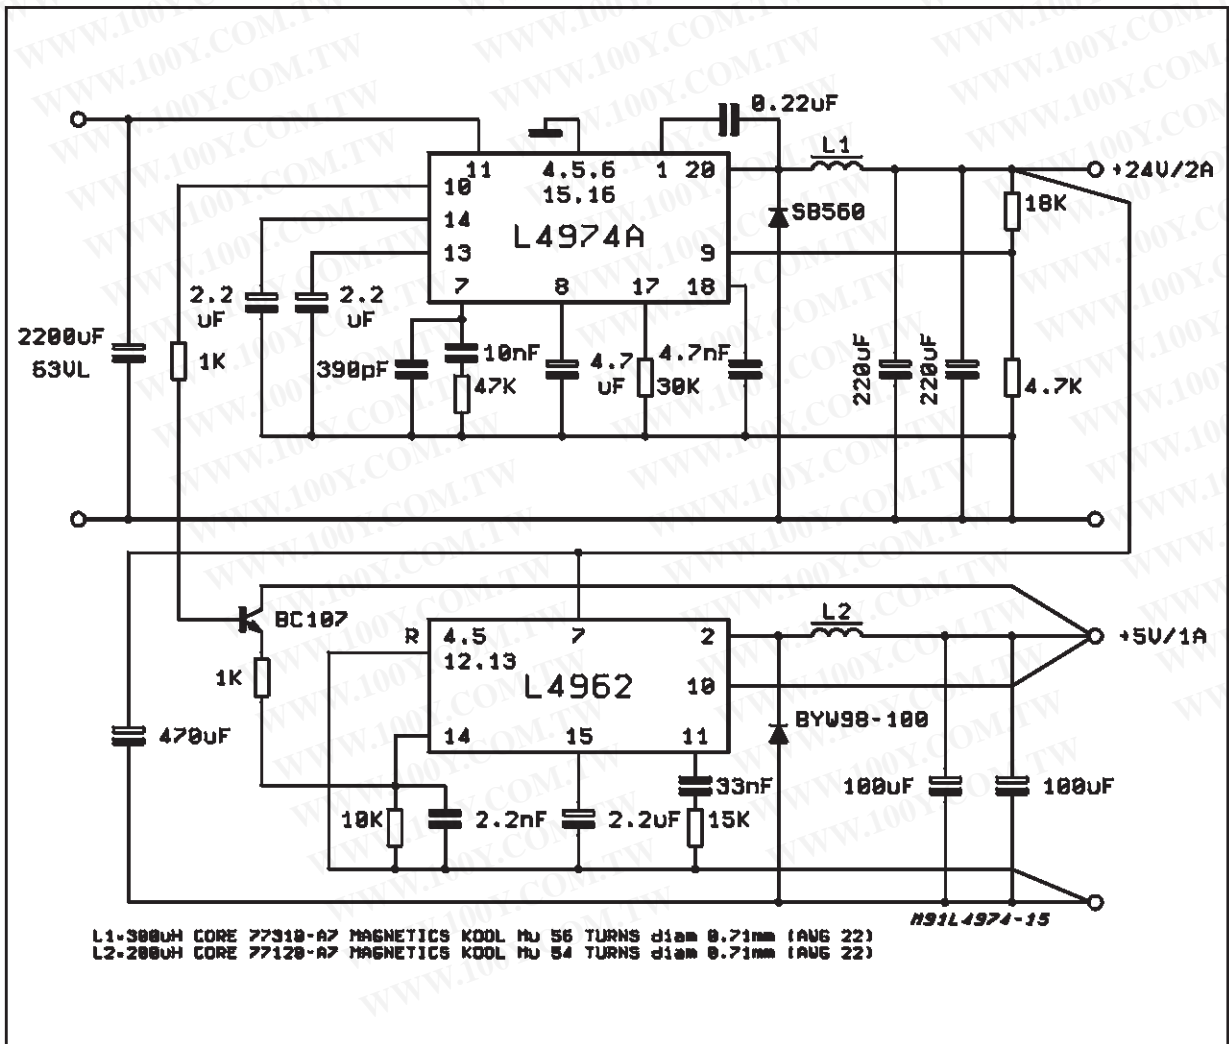 0.22uF
L1
11
4.5.6
1
20
+24V/2A
10
15.16
14
L4974A
SB560
18K
13
9
7
8
17
18
2.2
uF
2.2
uF
2200uF
63VL
1K
390pF
10nF
47K
4.7
uF
30K
4.7nF
220uF
220uF
4.7K
BC107
L2
R
4.5
7
2
+5V/1A
12.13
1K
L4962
10
BYW98-100
470uF
14
15
11
33nF
100uF
100uF
10K
2.2nF
2.2uF
15K
M91L4974-15
L1=300uH CORE 77310-A7 MAGNETICS KOOL Mu 56 TURNS diam 0.71mm (AWG 22)
L2=200uH CORE 77120-A7 MAGNETICS KOOL Mu 54 TURNS diam 0.71mm (AWG 22)
WWW.100Y.COM.TW